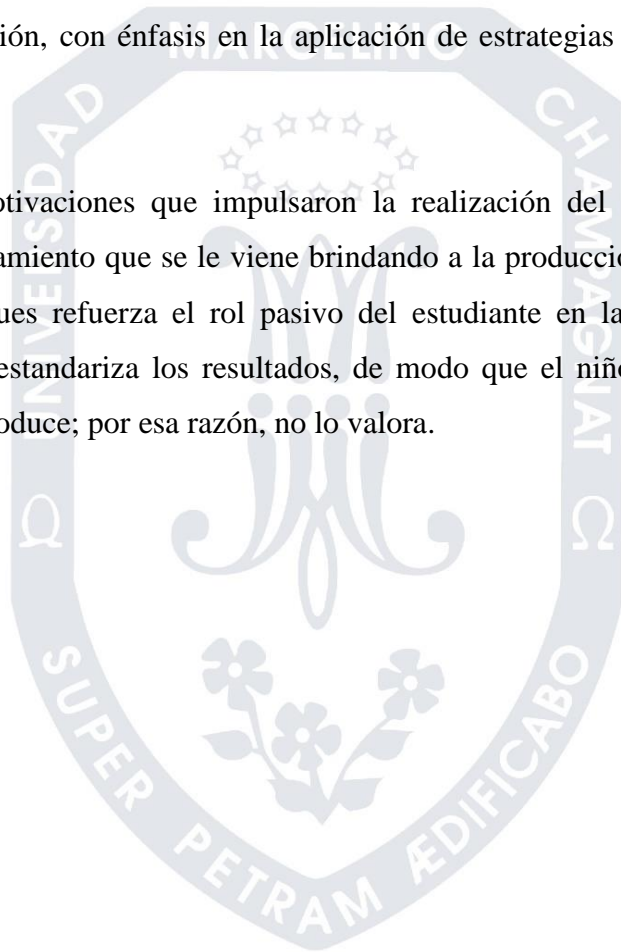 ión, con énfasis en la aplicación de estrategias
otivaciones que impulsaron la realización del
amiento que se le viene brindando a la producció
ues refuerza el rol pasivo del estudiante en la
estandariza los resultados, de modo que el niño
oduce; por esa razón, no lo valora.
UNIVERSIDAD MARCELINO CHAMPAGNAT
Ω Ω
SUPER PETRAM ÆDIFICABO